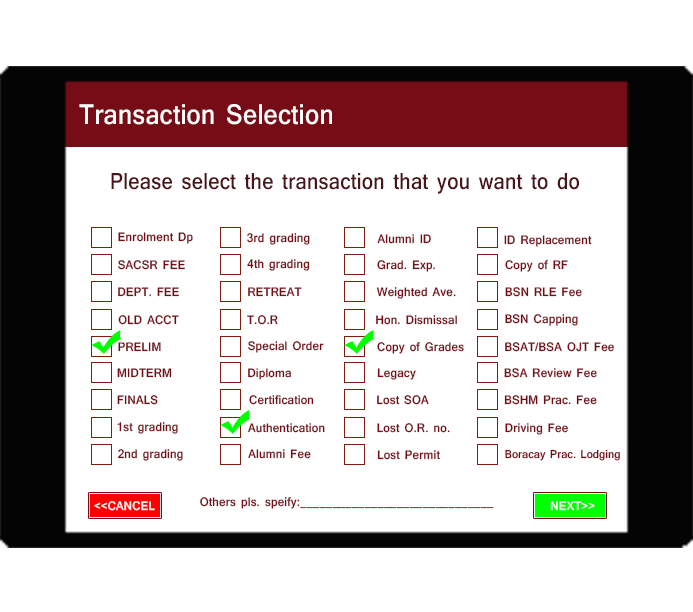 Transaction Selection
Please select the transaction that you want to do
Enrolment Dp
SACSR FEE
DEPT. FEE
OLD ACCT
PRELIM
MIDTERM
FINALS
1st grading
2nd grading
3rd grading
4th grading
RETREAT
T.O.R
Special Order
Diploma
Certification
Authentication
Alumni Fee
Alumni ID
Grad. Exp.
Weighted Ave.
Hon. Dismissal
Copy of Grades
Legacy
Lost SOA
Lost O.R. no.
Lost Permit
ID Replacement
Copy of RF
BSN RLE Fee
BSN Capping
BSAT/BSA OJT Fee
BSA Review Fee
BSHM Prac. Fee
Driving Fee
Boracay Prac. Lodging
<<CANCEL
Others pls. speify:_____________________________
NEXT>>